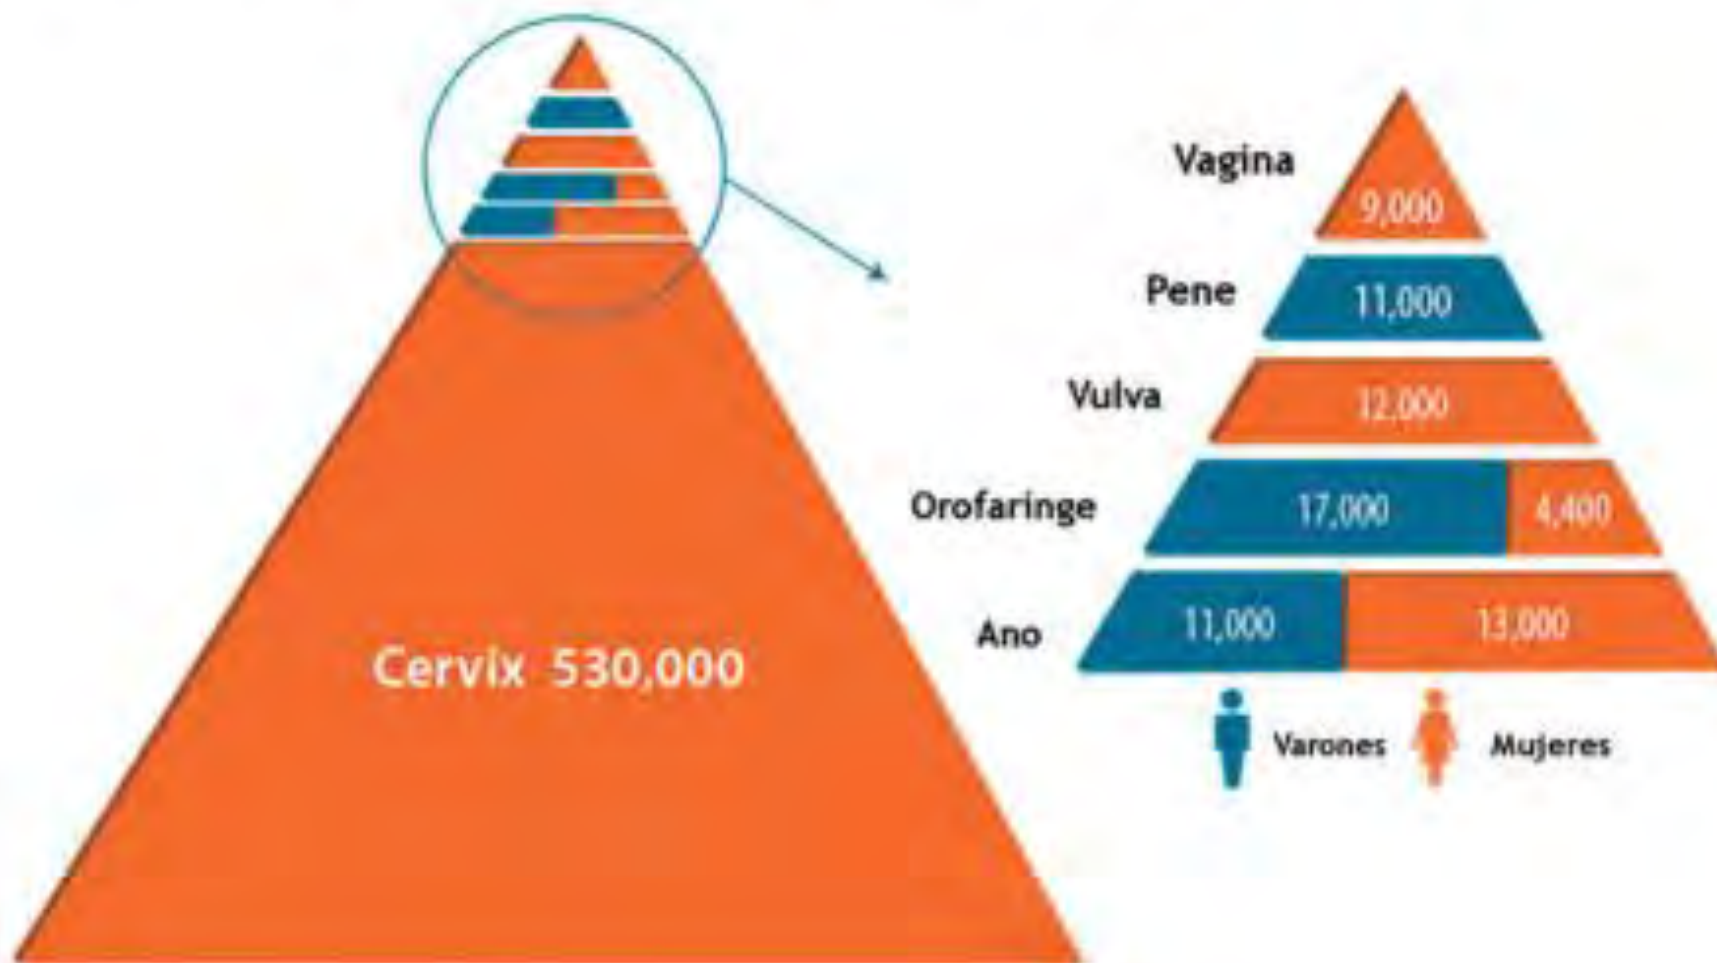 Vagina
9,000
Pene
11,000
Vulva
12,000
Orofaringe
17,000 4,400
Ano
11,000 13,000
Cervix 530,000
Varones Mujeres